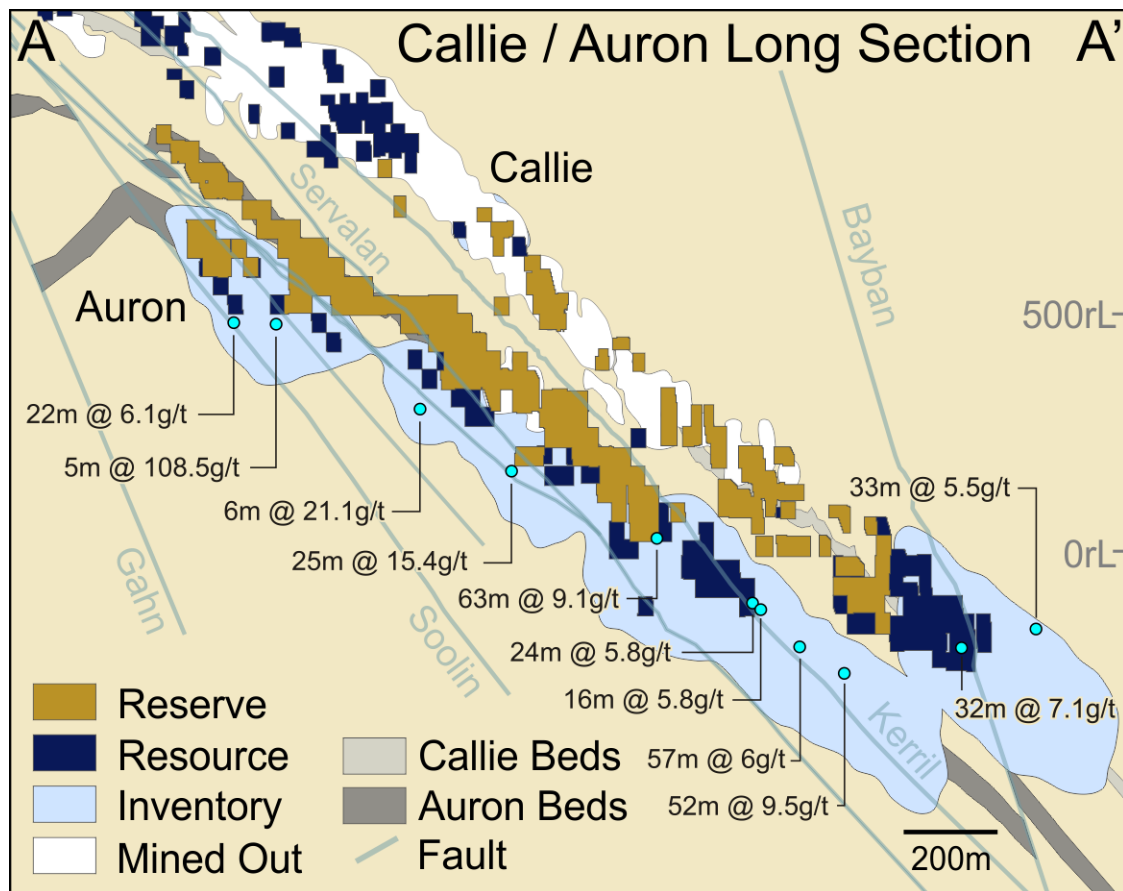 A
Callie / Auron Long Section
A'
Callie
Servalan
Bayban
Auron
500rL
22m @ 6.1g/t
5m @ 108.5g/t
6m @ 21.1g/t
33m @ 5.5g/t
25m @ 15.4g/t
0rL
Gahn
63m @ 9.1g/t
Soolin
24m @ 5.8g/t
16m @ 5.8g/t
Kerril
32m @ 7.1g/t
57m @ 6g/t
52m @ 9.5g/t
Reserve
Resource
Inventory
Mined Out
Callie Beds
Auron Beds
Fault
200m